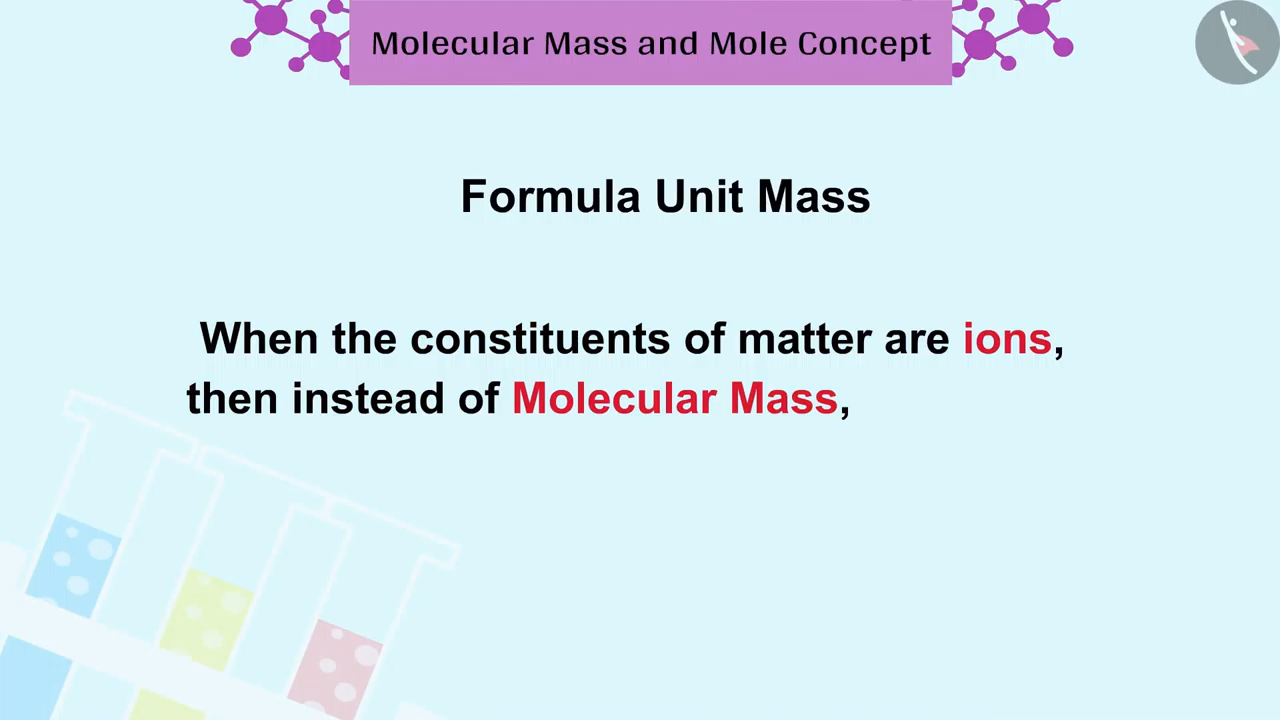 Molecular Mass and Mole Concept
Formula Unit Mass
When the constituents of matter are ions,
then instead of Molecular Mass,